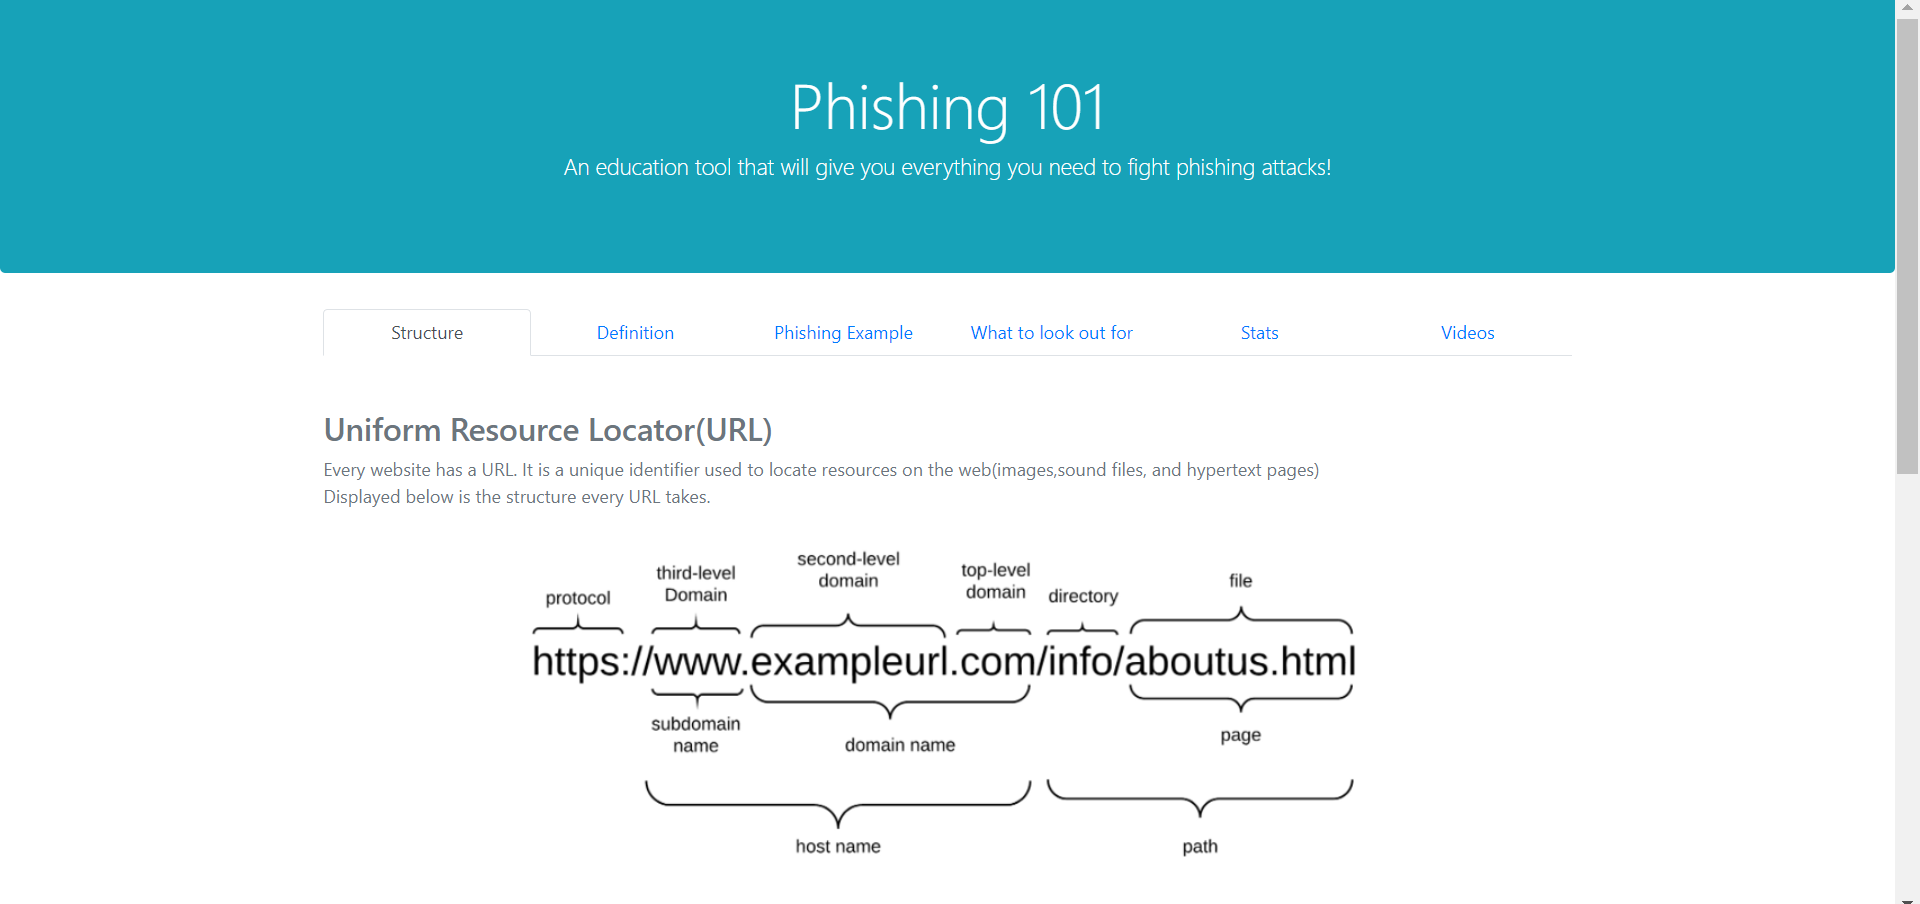 Phishing 101
An education tool that will give you everything you need to fight phishing attacks!
Structure
Definition
Phishing Example
What to look out for
Stats
Videos
Uniform Resource Locator(URL)
Every website has a URL. It is a unique identifier used to locate resources on the web(images,sound files, and hypertext pages)
Displayed below is the structure every URL takes.
protocol
third-level
Domain
second-level
domain
top-level
domain
directory
file
https://www.exampleurl.com/info/aboutus.html
subdomain
name
domain name
page
host name
path